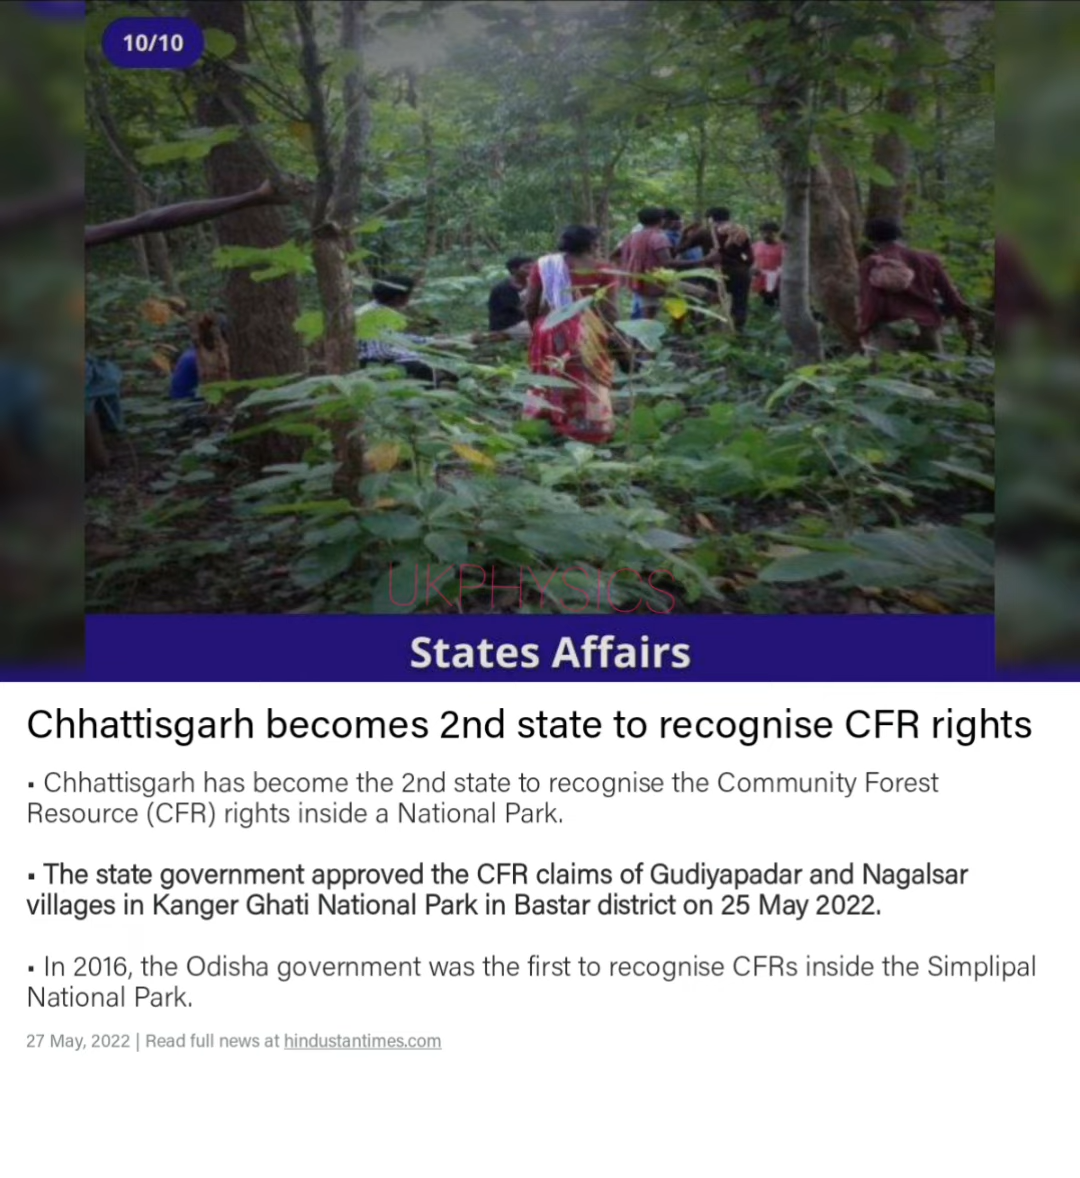 10/10
UKPHYSICS
States Affairs
Chhattisgarh becomes 2nd state to recognise CFR rights
▪ Chhattisgarh has become the 2nd state to recognise the Community Forest
Resource (CFR) rights inside a National Park.
▪ The state government approved the CFR claims of Gudiyapadar and Nagalsar
villages in Kanger Ghati National Park in Bastar district on 25 May 2022.
▪ In 2016, the Odisha government was the first to recognise CFRs inside the Simplipal
National Park.
27 May, 2022 | Read full news at hindustantimes.com